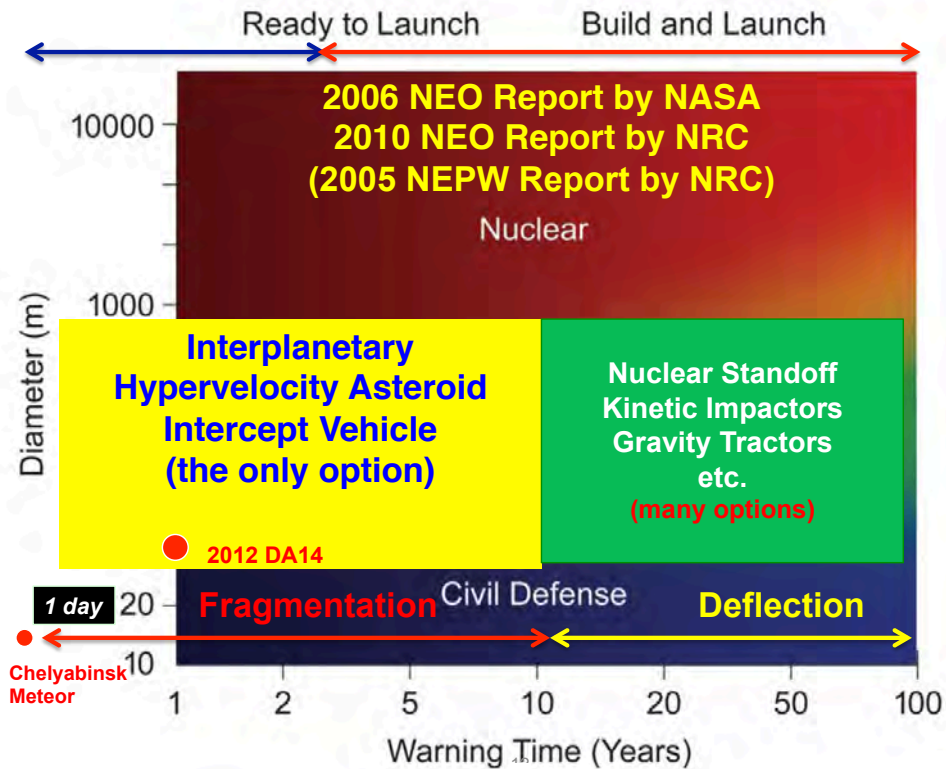 Ready to Launch
Build and Launch
2006 NEO Report by NASA
2010 NEO Report by NRC
(2005 NEPW Report by NRC)
Nuclear
10000
1000
Diameter (m)
Interplanetary
Hypervelocity Asteroid
Intercept Vehicle
(the only option)
Nuclear Standoff
Kinetic Impactors
Gravity Tractors
etc.
(many options)
2012 DA14
1 day
20
Fragmentation
Civil Defense
Deflection
10
Chelyabinsk
Meteor
1
2
5
10
20
50
100
Warning Time (Years)